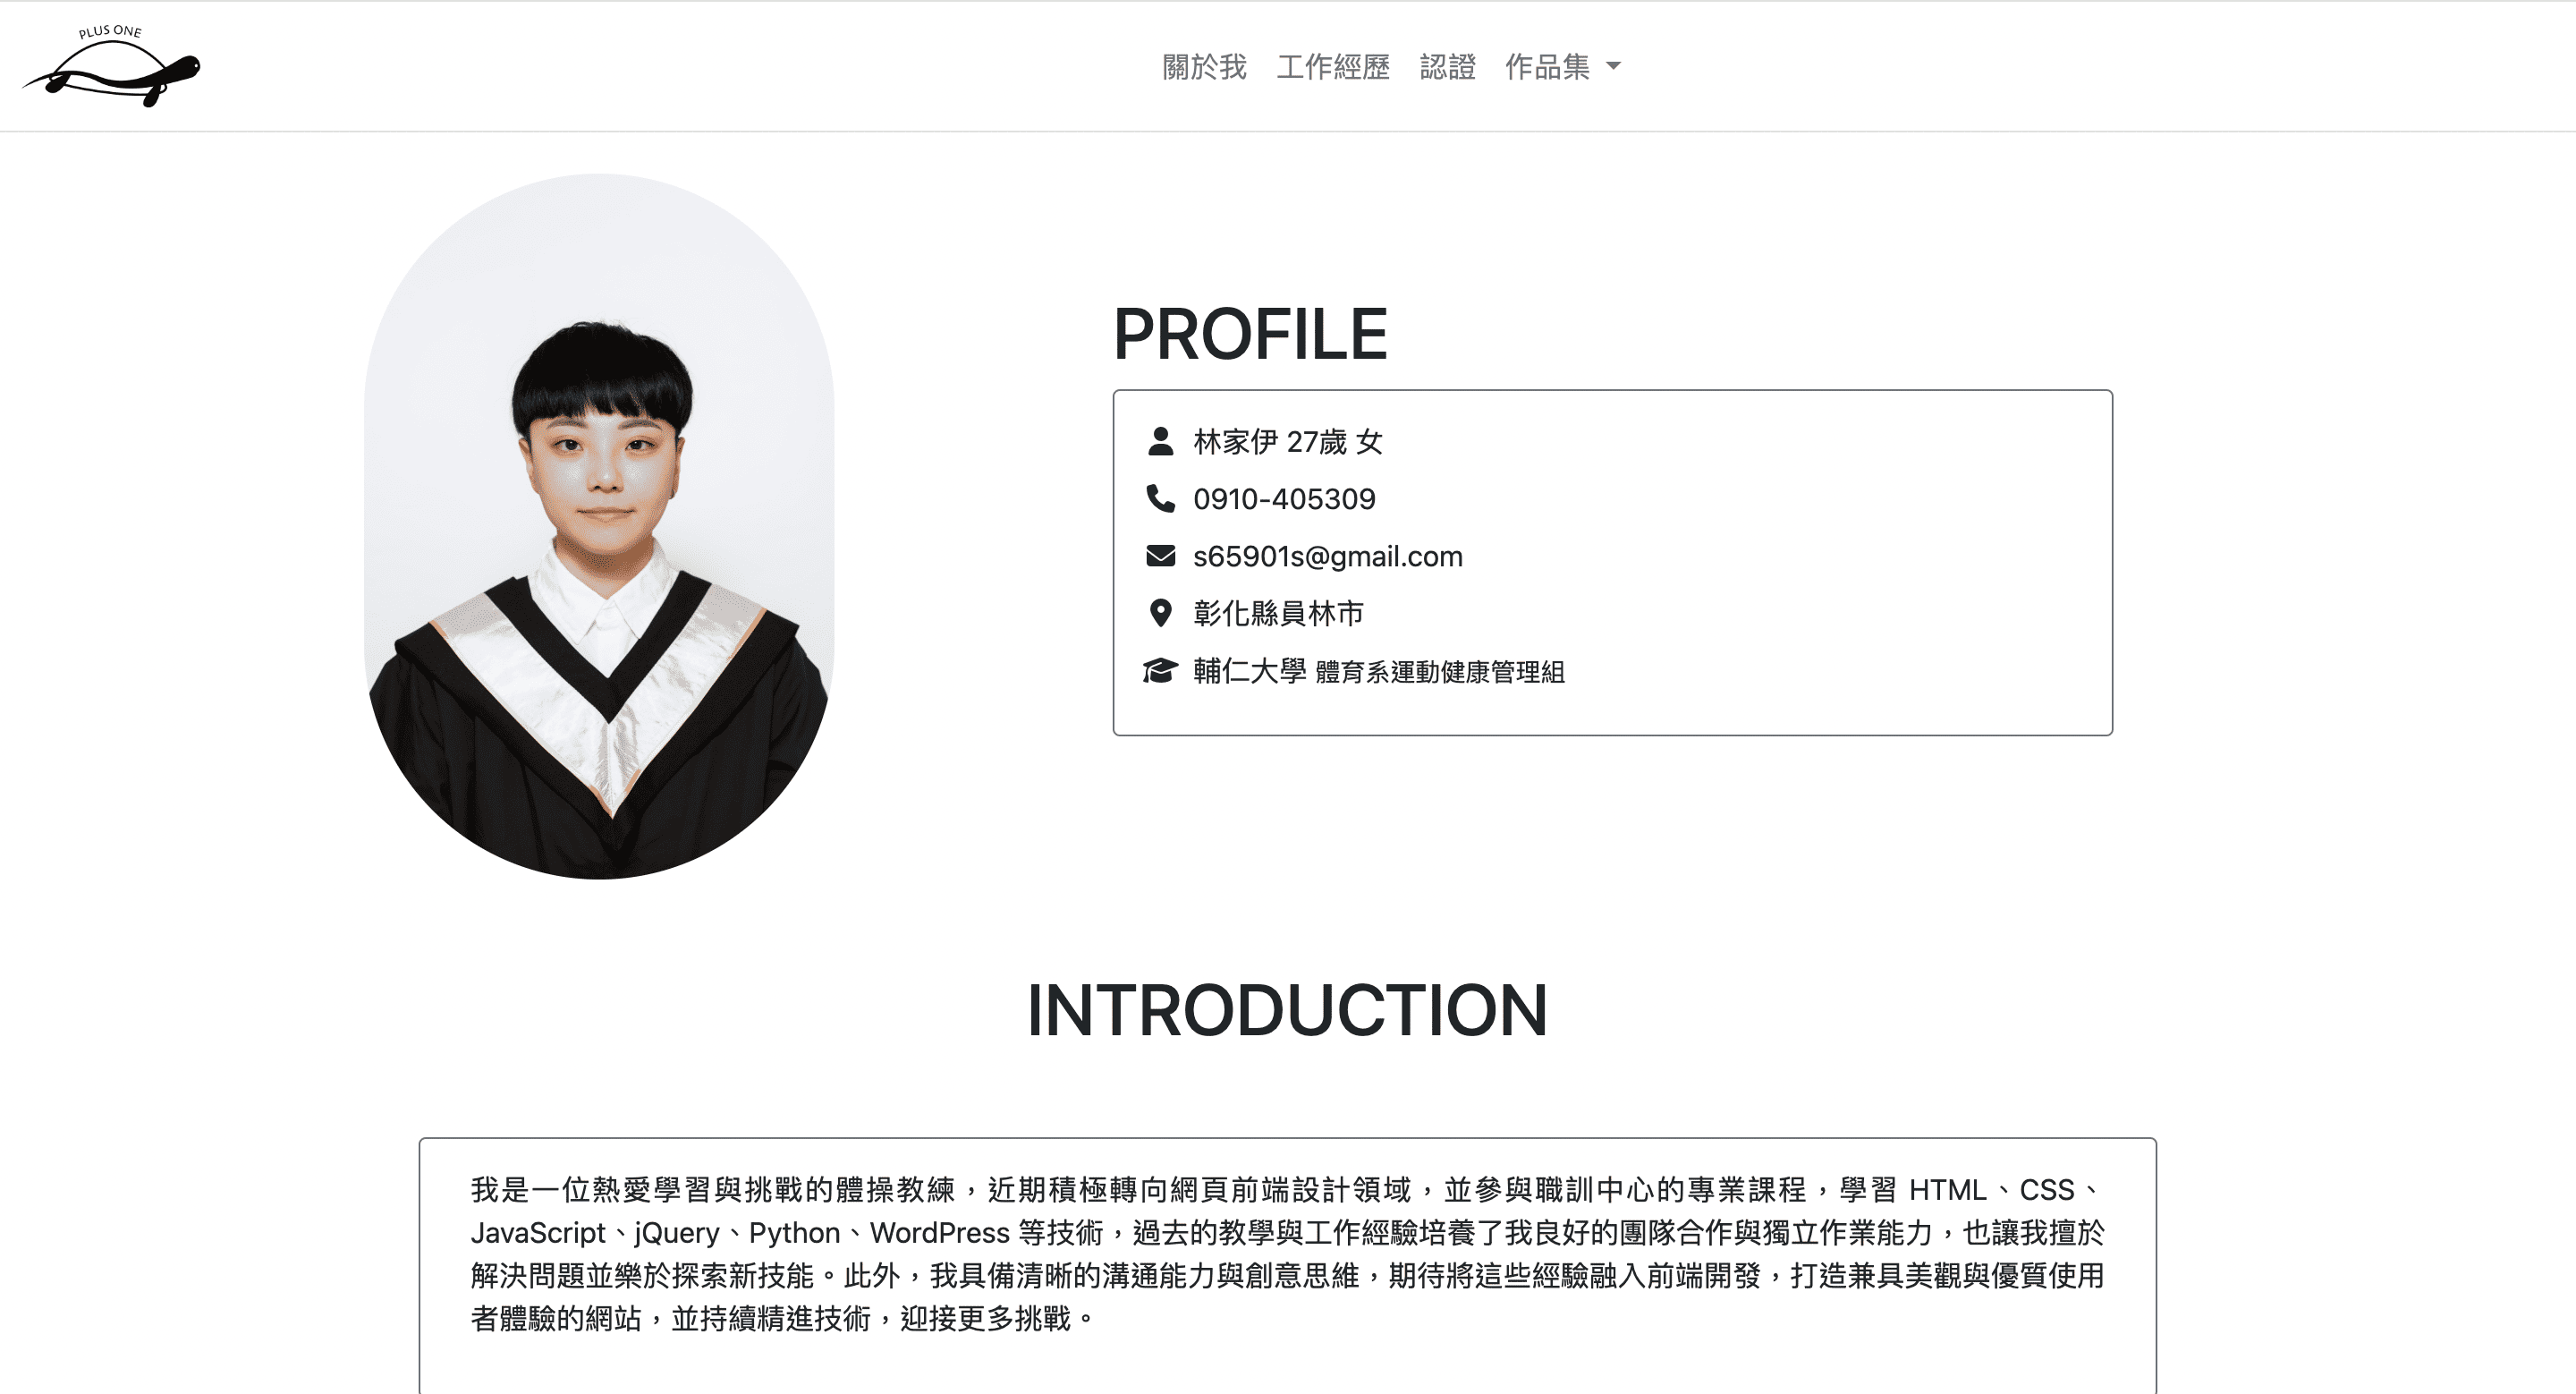 PLUS ONE
關於我 工作經歷 認證 作品集
PROFILE
林家伊 27歲 女
0910-405309
s65901s@gmail.com
彰化縣員林市
輔仁大學 體育系運動健康管理組
INTRODUCTION
我是一位熱愛學習與挑戰的體操教練，近期積極轉向網頁前端設計領域，並參與職訓中心的專業課程，學習 HTML、CSS、
JavaScript、jQuery、Python、WordPress 等技術，過去的教學與工作經驗培養了我良好的團隊合作與獨立作業能力，也讓我擅於
解決問題並樂於探索新技能。此外，我具備清晰的溝通能力與創意思維，期待將這些經驗融入前端開發，打造兼具美觀與優質使用
者體驗的網站，並持續精進技術，迎接更多挑戰。